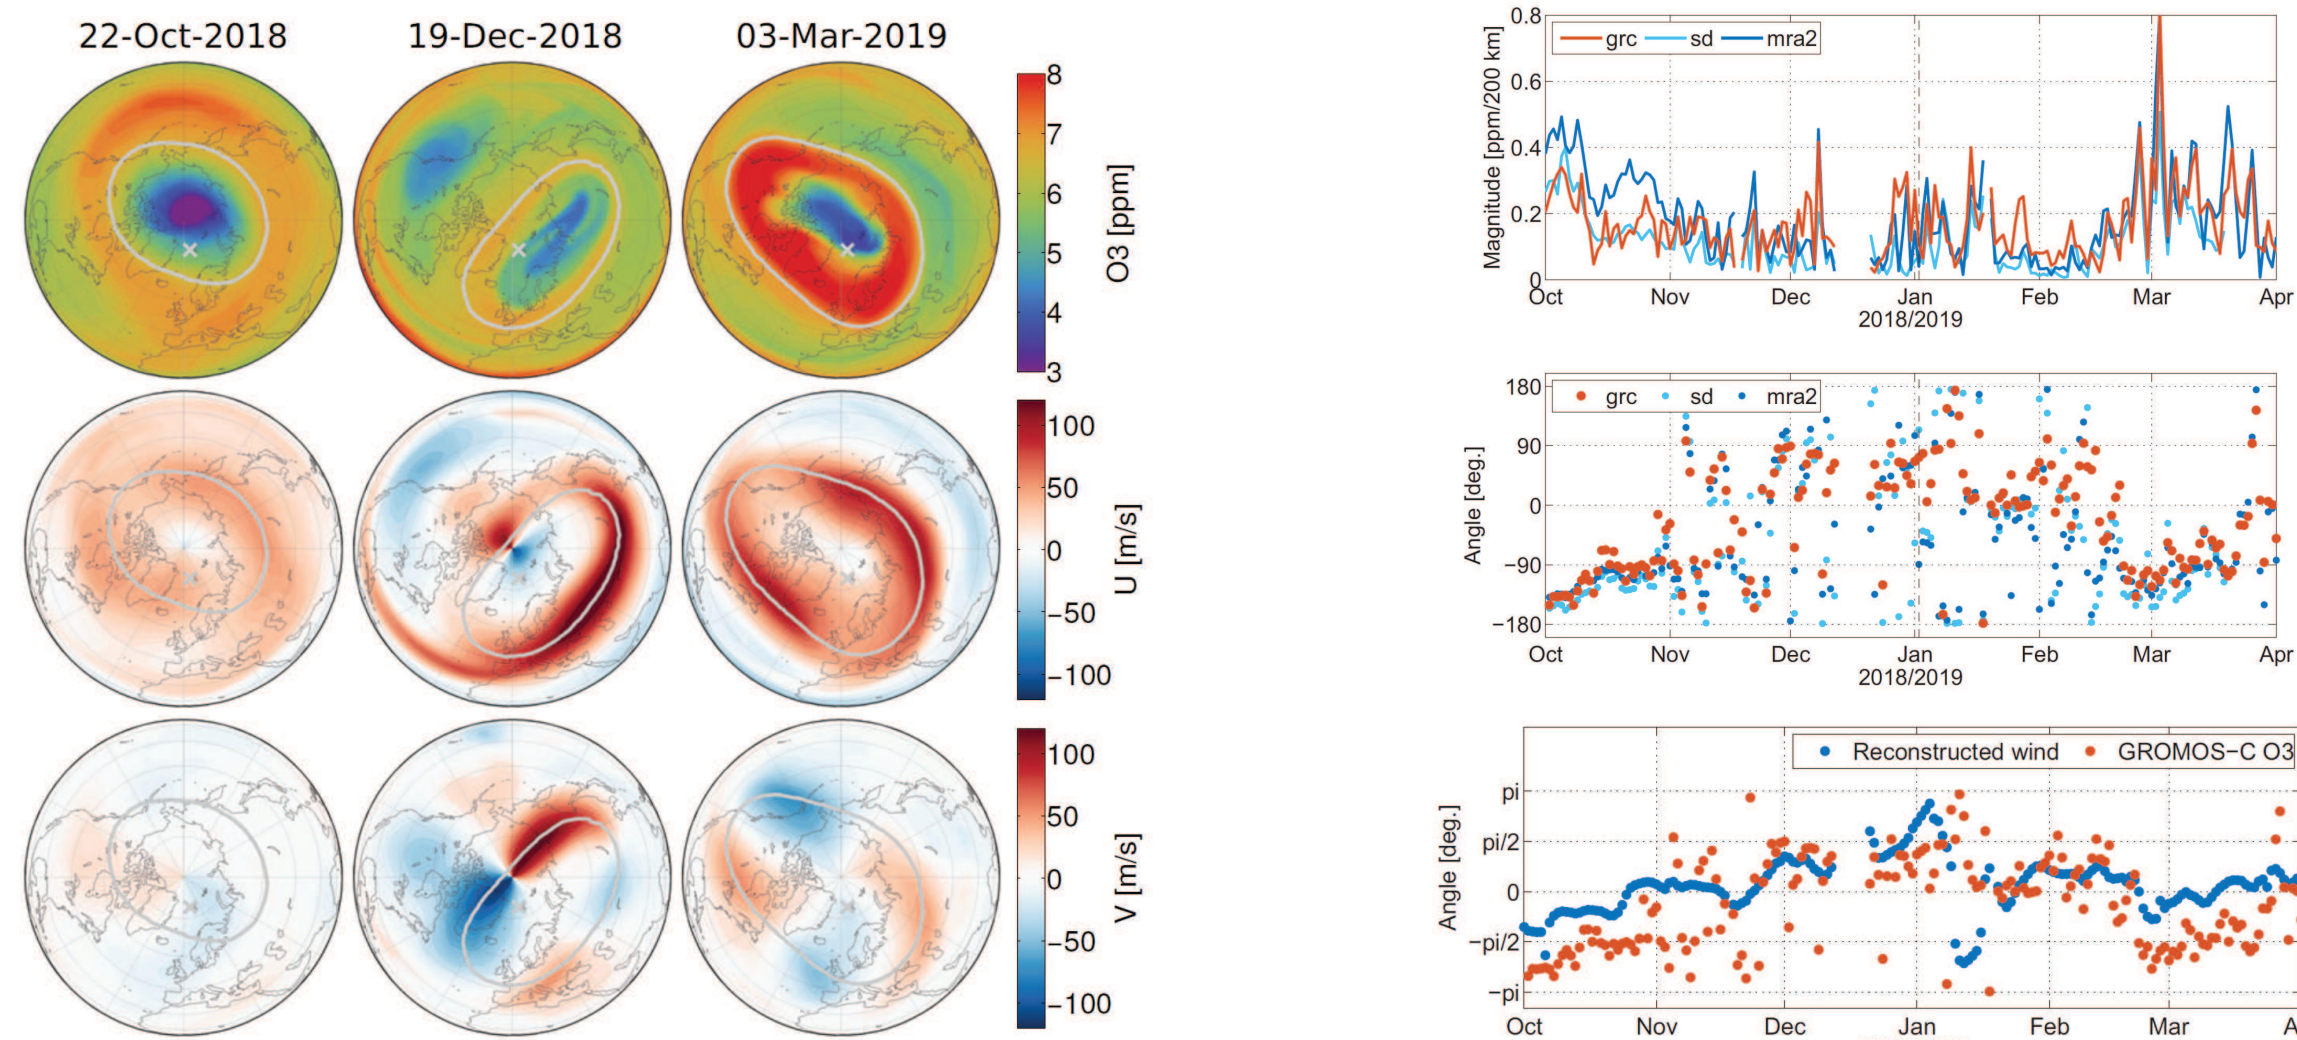 22-Oct-2018
19-Dec-2018
03-Mar-2019
8
7
6
5
4
3
O3 [ppm]
100
50
0
−50
−100
U [m/s]
100
50
0
−50
−100
V [m/s]
grc sd mra2
0.8
0.6
0.4
0.2
0
Magnitude [ppm/200 km]
Oct Nov Dec Jan Feb Mar Apr
2018/2019
grc sd mra2
180
90
0
−90
−180
Angle [deg.]
Oct Nov Dec Jan Feb Mar Apr
2018/2019
Reconstructed wind GROMOS−C O3
pi
pi/2
0
−pi/2
−pi
Angle [deg.]
Oct Nov Dec Jan Feb Mar A